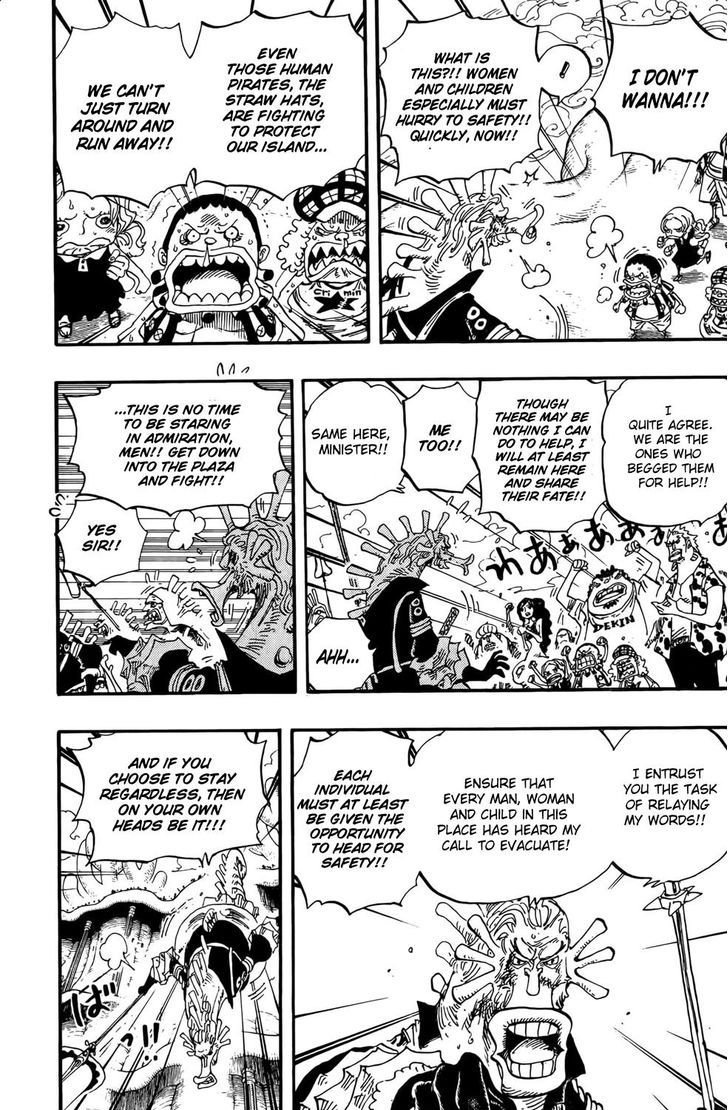 I DON'T
WANNA!!!
!
WHAT IS
THIS?!! WOMEN
AND CHILDREN
ESPECIALLY MUST
HURRY TO SAFETY!!
QUICKLY, NOW!!
EVEN
THOSE HUMAN
PIRATES, THE
STRAW HATS,
ARE FIGHTING
TO PROTECT
OUR ISLAND...
WE CAN'T
JUST TURN
AROUND AND
RUN AWAY!!
Crimin
I
QUITE AGREE.
WE ARE THE
ONES WHO
BEGGED THEM
FOR HELP!!
THOUGH
THERE MAY BE
NOTHING I CAN
DO TO HELP, I
WILL AT LEAST
REMAIN HERE
AND SHARE
THEIR FATE!!
ME
TOO!!
SAME HERE,
MINISTER!!
わああああ
DEKIN
AHH...
...THIS IS NO TIME
TO BE STARING
IN ADMIRATION,
MEN!! GET DOWN
INTO THE PLAZA
AND FIGHT!!
YES
SIR!!
I ENTRUST
YOU THE TASK
OF RELAYING
MY WORDS!!
ENSURE THAT
EVERY MAN, WOMAN
AND CHILD IN THIS
PLACE HAS HEARD MY
CALL TO EVACUATE!
EACH
INDIVIDUAL
MUST AT LEAST
BE GIVEN THE
OPPORTUNITY
TO HEAD FOR
SAFETY!!
AND IF YOU
CHOOSE TO STAY
REGARDLESS, THEN
ON YOUR OWN
HEADS BE IT!!!
ばっ!!